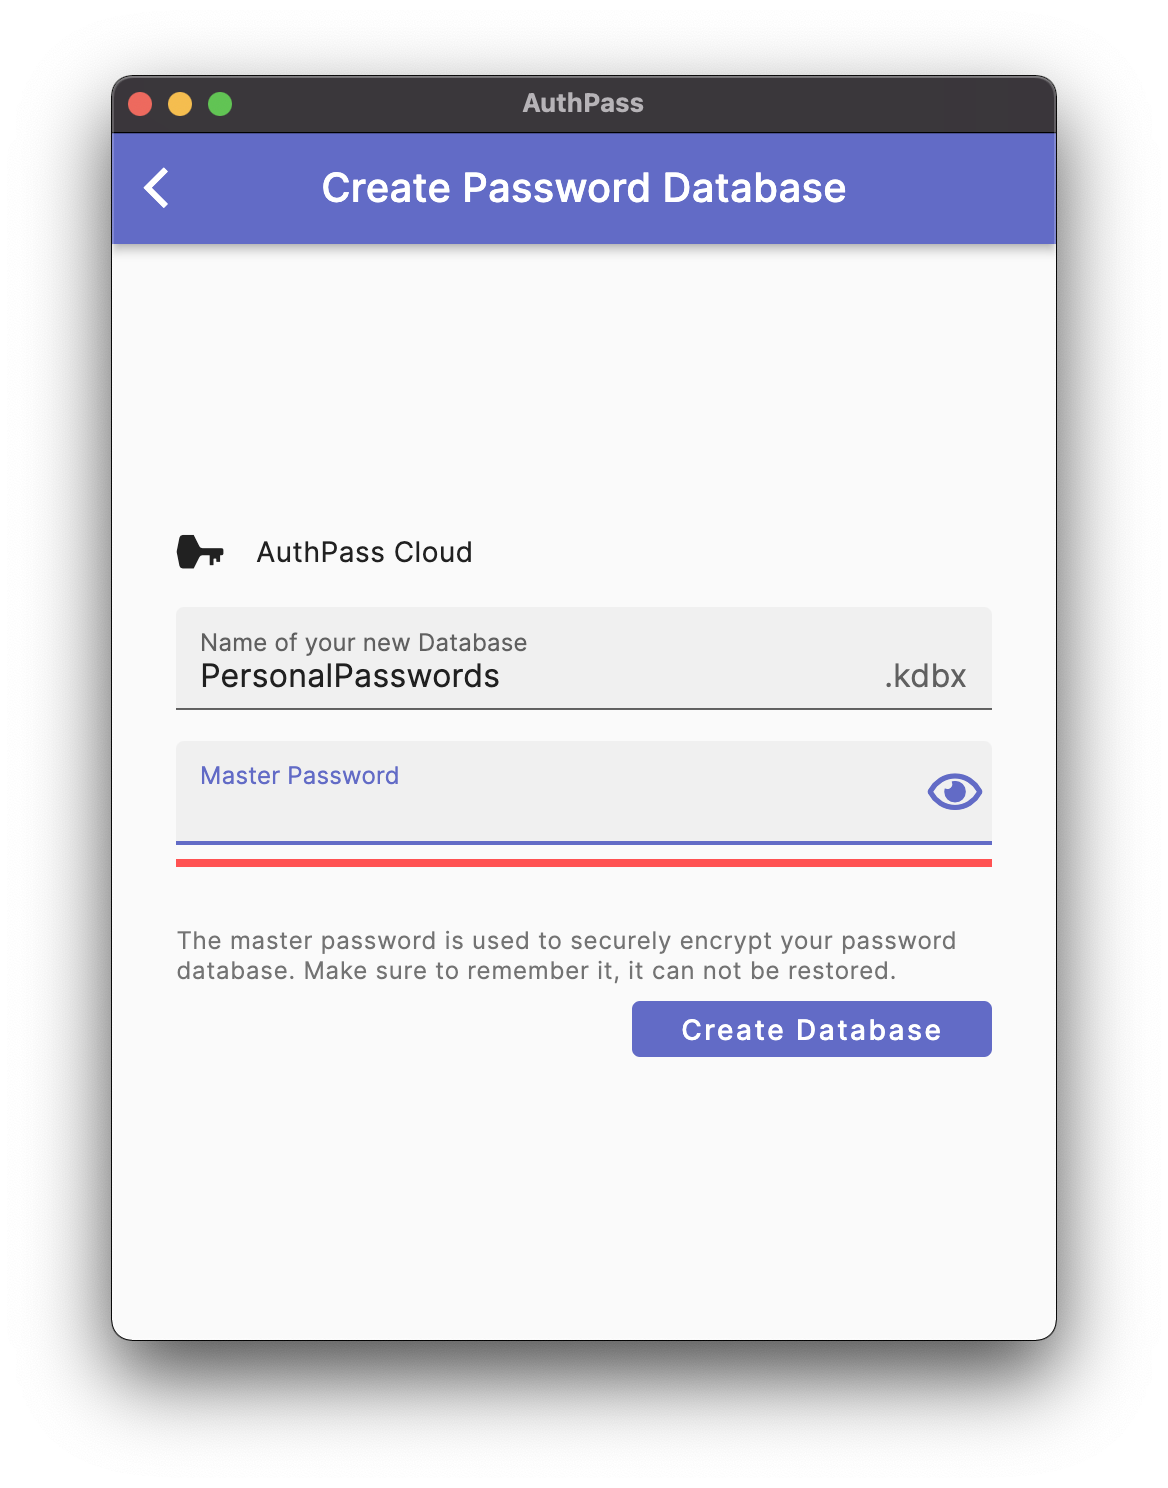 AuthPass
Create Password Database
AuthPass Cloud
Name of your new Database
PersonalPasswords .kdbx
Master Password
The master password is used to securely encrypt your password
database. Make sure to remember it, it can not be restored.
Create Database